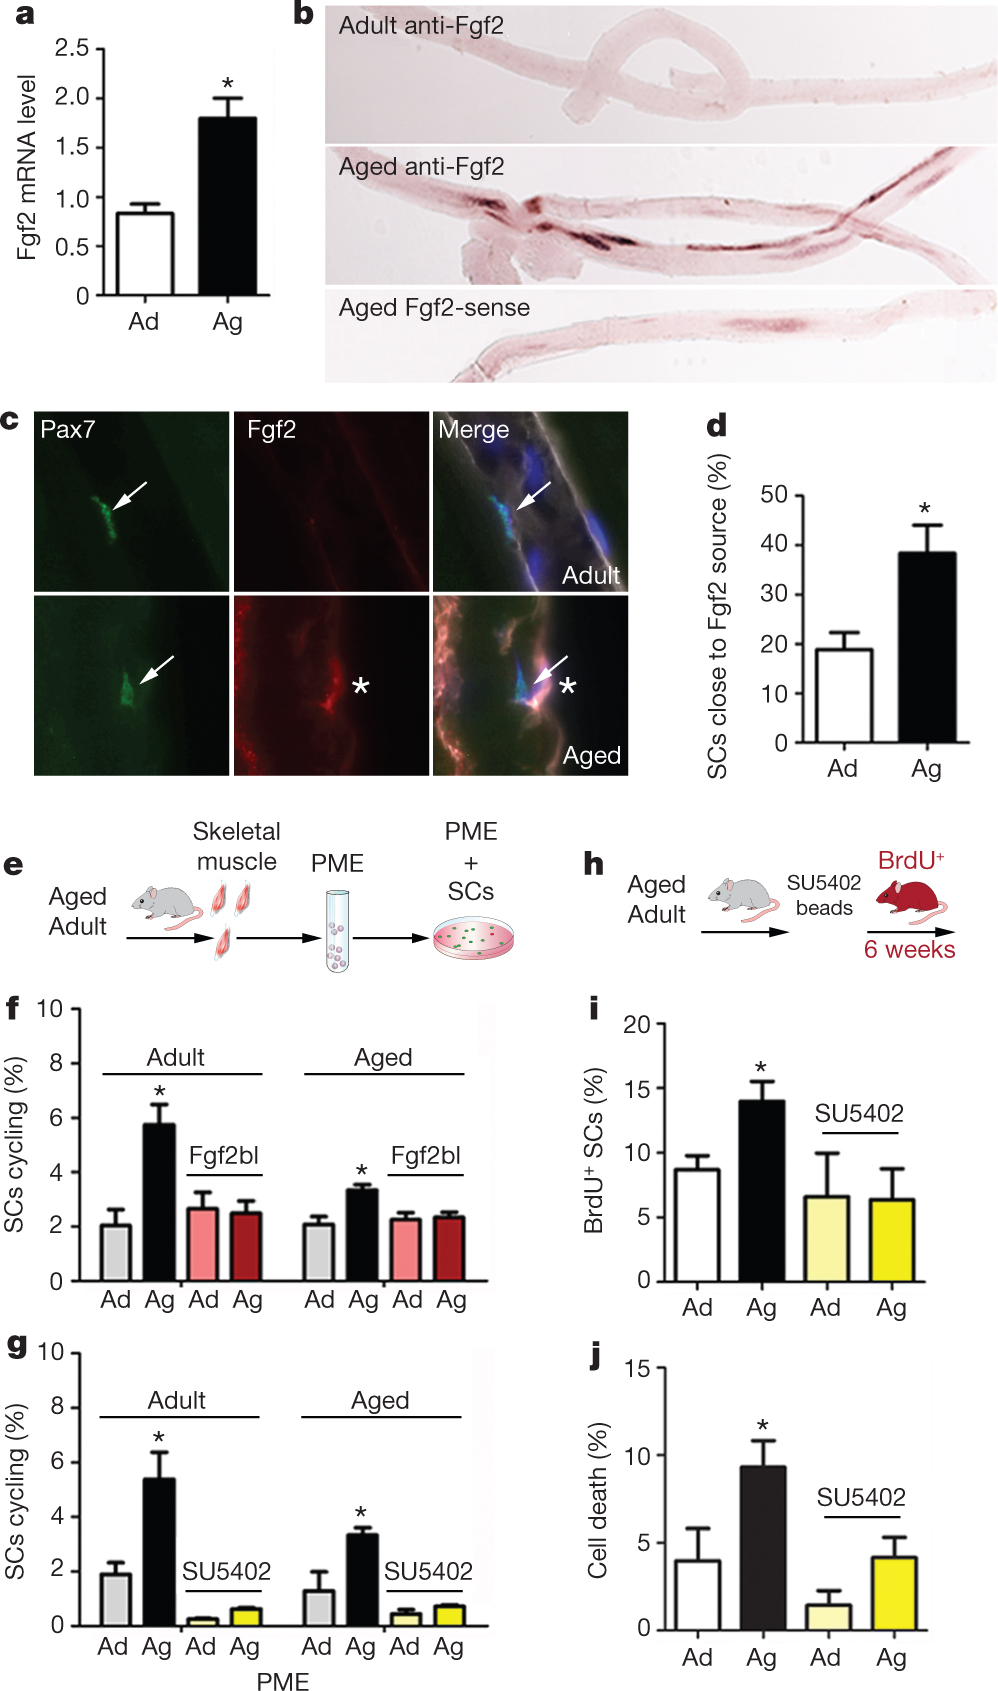 a
Fgf2 mRNA level
2.5
2.0
1.5
1.0
0.5
0
*
Ad Ag
b
Adult anti-Fgf2
Aged anti-Fgf2
Aged Fgf2-sense
c
Pax7 Fgf2 Merge
Adult
*
*
Aged
d
SCs close to Fgf2 source (%)
50
40
30
20
10
0
*
Ad Ag
e
Aged
Adult
Skeletal
muscle
PME
PME
+
SCs
h
Aged
Adult
SU5402
beads
BrdU⁺
6 weeks
f
SCs cycling (%)
10
8
6
4
2
0
Adult Aged
*
*
Fgf2bl Fgf2bl
Ad Ag Ad Ag Ad Ag Ad Ag
i
BrdU⁺ SCs (%)
20
15
10
5
0
*
SU5402
Ad Ag Ad Ag
g
SCs cycling (%)
10
8
6
4
2
0
Adult Aged
*
*
SU5402 SU5402
Ad Ag Ad Ag Ad Ag Ad Ag
PME
j
Cell death (%)
15
10
5
0
*
SU5402
Ad Ag Ad Ag